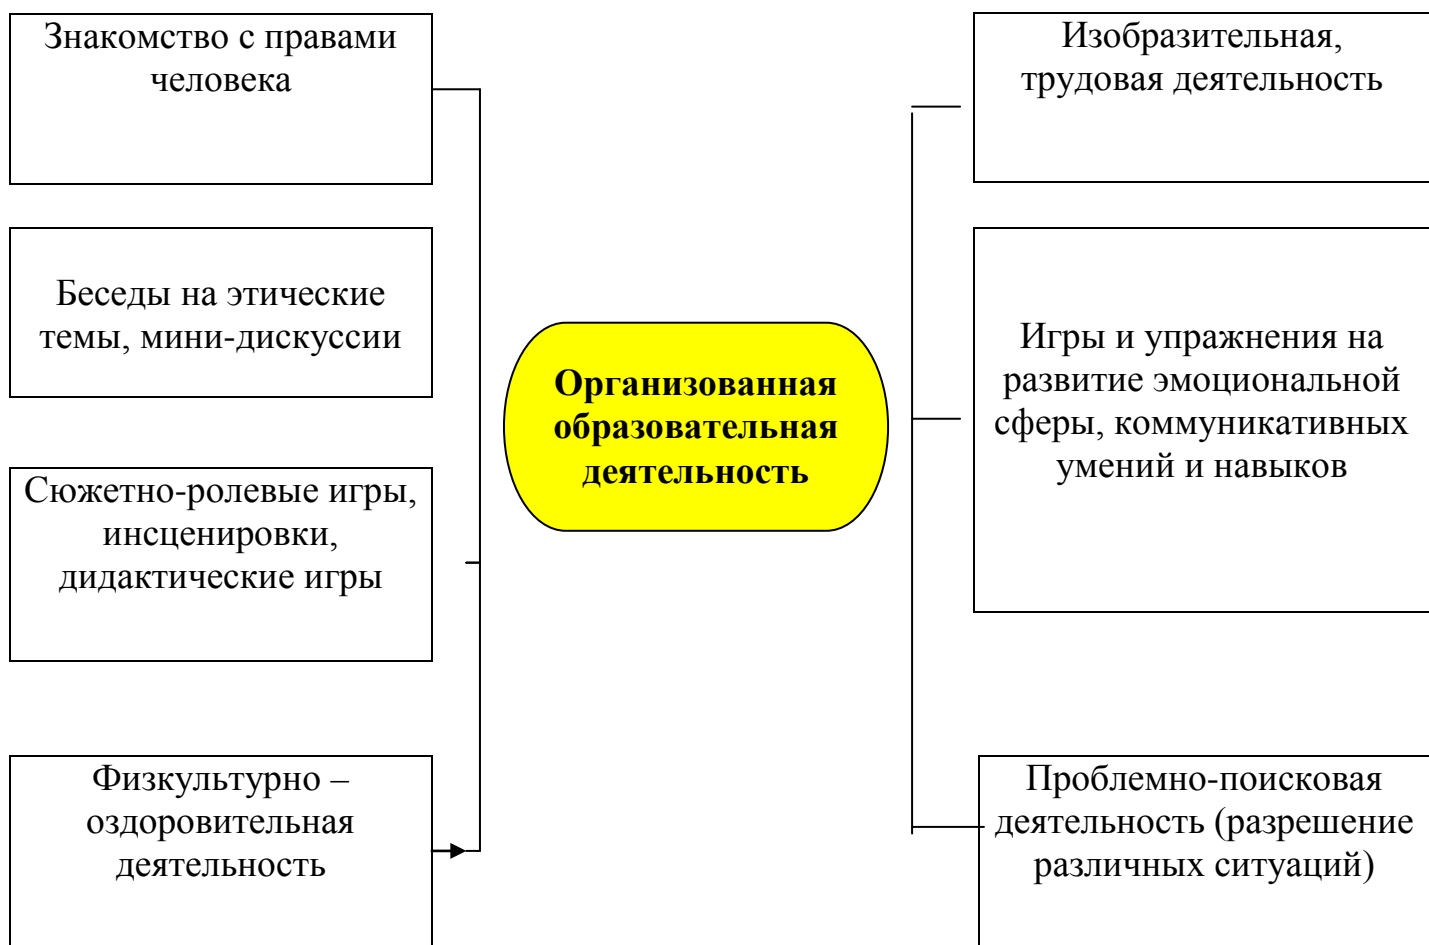 Знакомство с правами
человека
Беседы на этические
темы, мини-дискуссии
Сюжетно-ролевые игры,
инсценировки,
дидактические игры
Физкультурно –
оздоровительная
деятельность
Организованная
образовательная
деятельность
Изобразительная,
трудовая деятельность
Игры и упражнения на
развитие эмоциональной
сферы, коммуникативных
умений и навыков
Проблемно-поисковая
деятельность (разрешение
различных ситуаций)